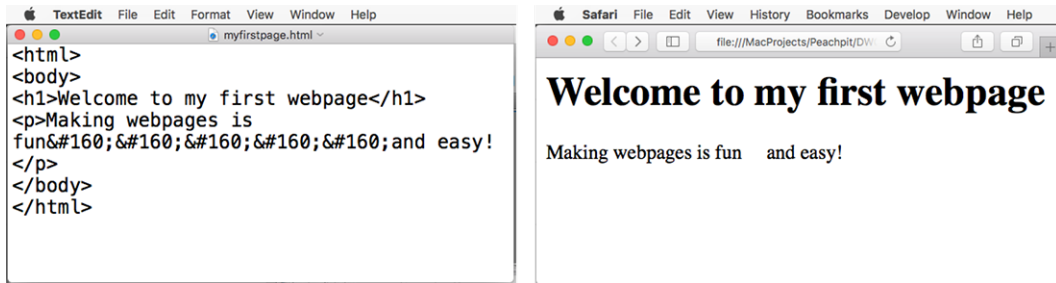 TextEdit File Edit Format View Window Help
myfirstpage.html
<html>
<body>
<h1>Welcome to my first webpage</h1>
<p>Making webpages is
fun&#160;&#160;&#160;&#160;&#160;and easy!
</p>
</body>
</html>
Safari File Edit View History Bookmarks Develop Window Help
file:///MacProjects/Peachpit/DW
Welcome to my first webpage
Making webpages is fun     and easy!